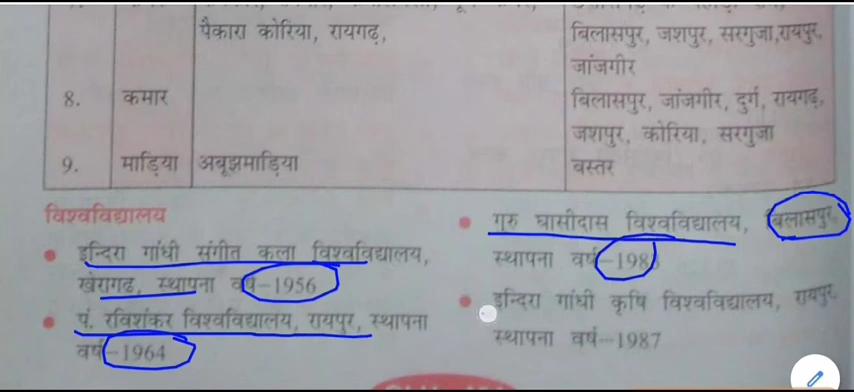 पैकारा कोरिया, रायगढ़,
बिलासपुर, जशपुर, सरगुजा,रायपुर,
जांजगीर
8. कमार बिलासपुर, जांजगीर, दुर्ग, रायगढ़,
जशपुर, कोरिया, सरगुजा
9. माड़िया अबूझमाड़िया बस्तर
विश्वविद्यालय
● इन्दिरा गांधी संगीत कला विश्वविद्यालय,
खैरागढ़, स्थापना वर्ष–1956
● पं. रविशंकर विश्वविद्यालय, रायपुर, स्थापना
वर्ष–1964
● गुरु घासीदास विश्वविद्यालय, बिलासपुर,
स्थापना वर्ष–
● इन्दिरा गांधी कृषि विश्वविद्यालय, रायपुर,
स्थापना वर्ष–1987